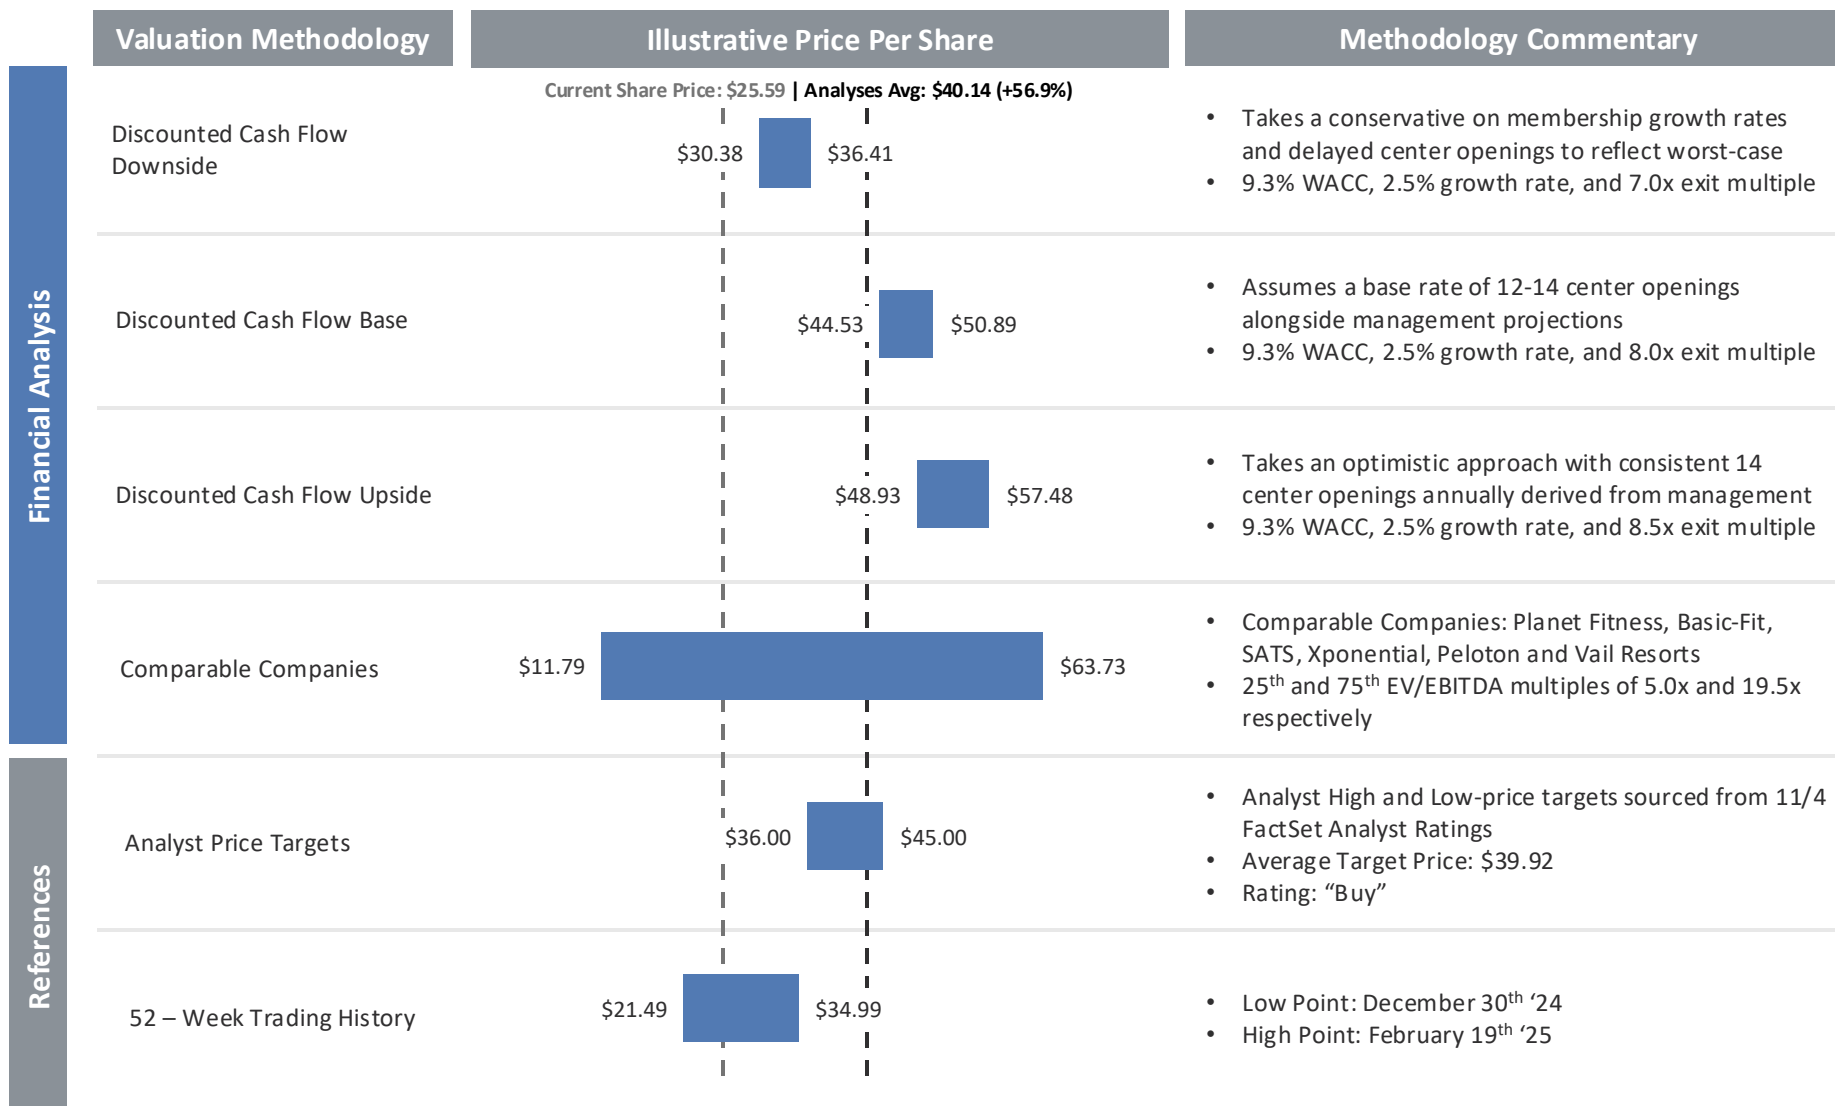 Valuation Methodology
Illustrative Price Per Share
Methodology Commentary
Financial Analysis
Current Share Price: $25.59 | Analyses Avg: $40.14 (+56.9%)
Discounted Cash Flow
Downside
$30.38
$36.41
• Takes a conservative on membership growth rates
and delayed center openings to reflect worst-case
• 9.3% WACC, 2.5% growth rate, and 7.0x exit multiple
Discounted Cash Flow Base
$44.53
$50.89
• Assumes a base rate of 12-14 center openings
alongside management projections
• 9.3% WACC, 2.5% growth rate, and 8.0x exit multiple
Discounted Cash Flow Upside
$48.93
$57.48
• Takes an optimistic approach with consistent 14
center openings annually derived from management
• 9.3% WACC, 2.5% growth rate, and 8.5x exit multiple
Comparable Companies
$11.79
$63.73
• Comparable Companies: Planet Fitness, Basic-Fit,
SATS, Xponential, Peloton and Vail Resorts
• 25th and 75th EV/EBITDA multiples of 5.0x and 19.5x
respectively
References
Analyst Price Targets
$36.00
$45.00
• Analyst High and Low-price targets sourced from 11/4
FactSet Analyst Ratings
• Average Target Price: $39.92
• Rating: “Buy”
52 – Week Trading History
$21.49
$34.99
• Low Point: December 30th ‘24
• High Point: February 19th ‘25